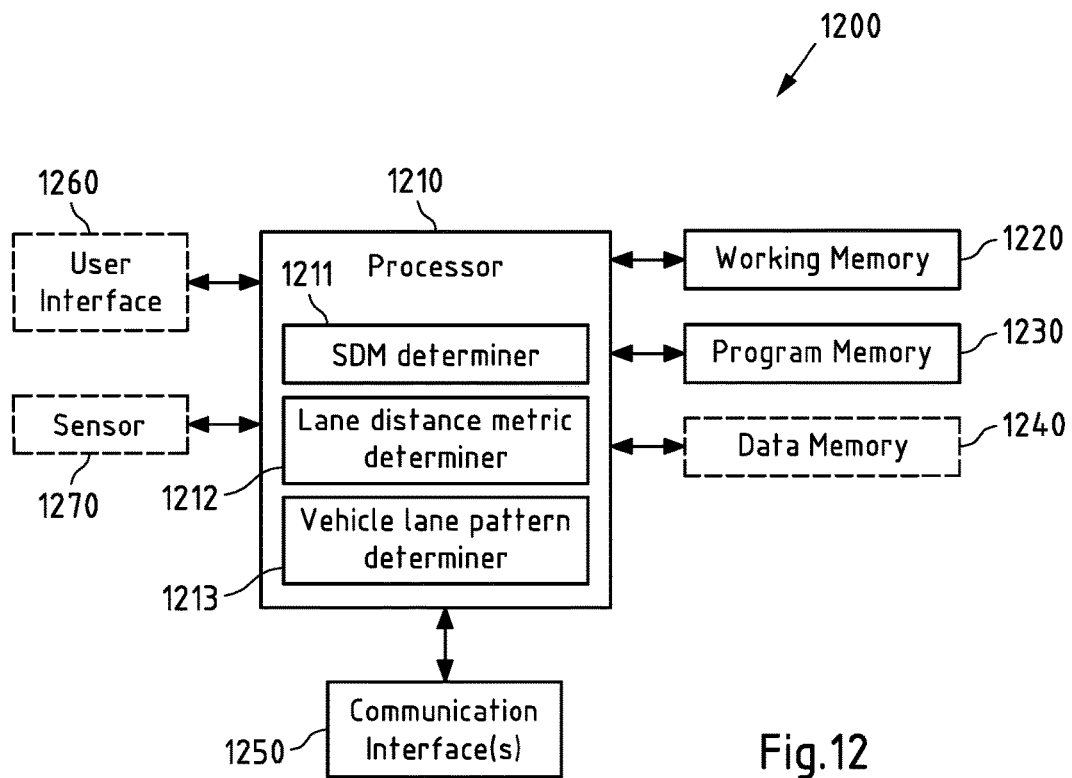 1200
1260
1210
User
Interface
Processor
1211
Working Memory
1220
SDM determiner
Program Memory
1230
Sensor
1270
Lane distance metric
determiner
1212
Data Memory
1240
Vehicle lane pattern
determiner
1213
Communication
Interface(s)
1250
Fig.12